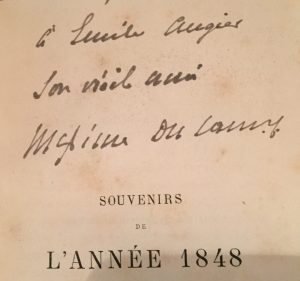 à Emile Augier
son vieil ami
Maxime Du Camp
SOUVENIRS
DE
L'ANNÉE 1848